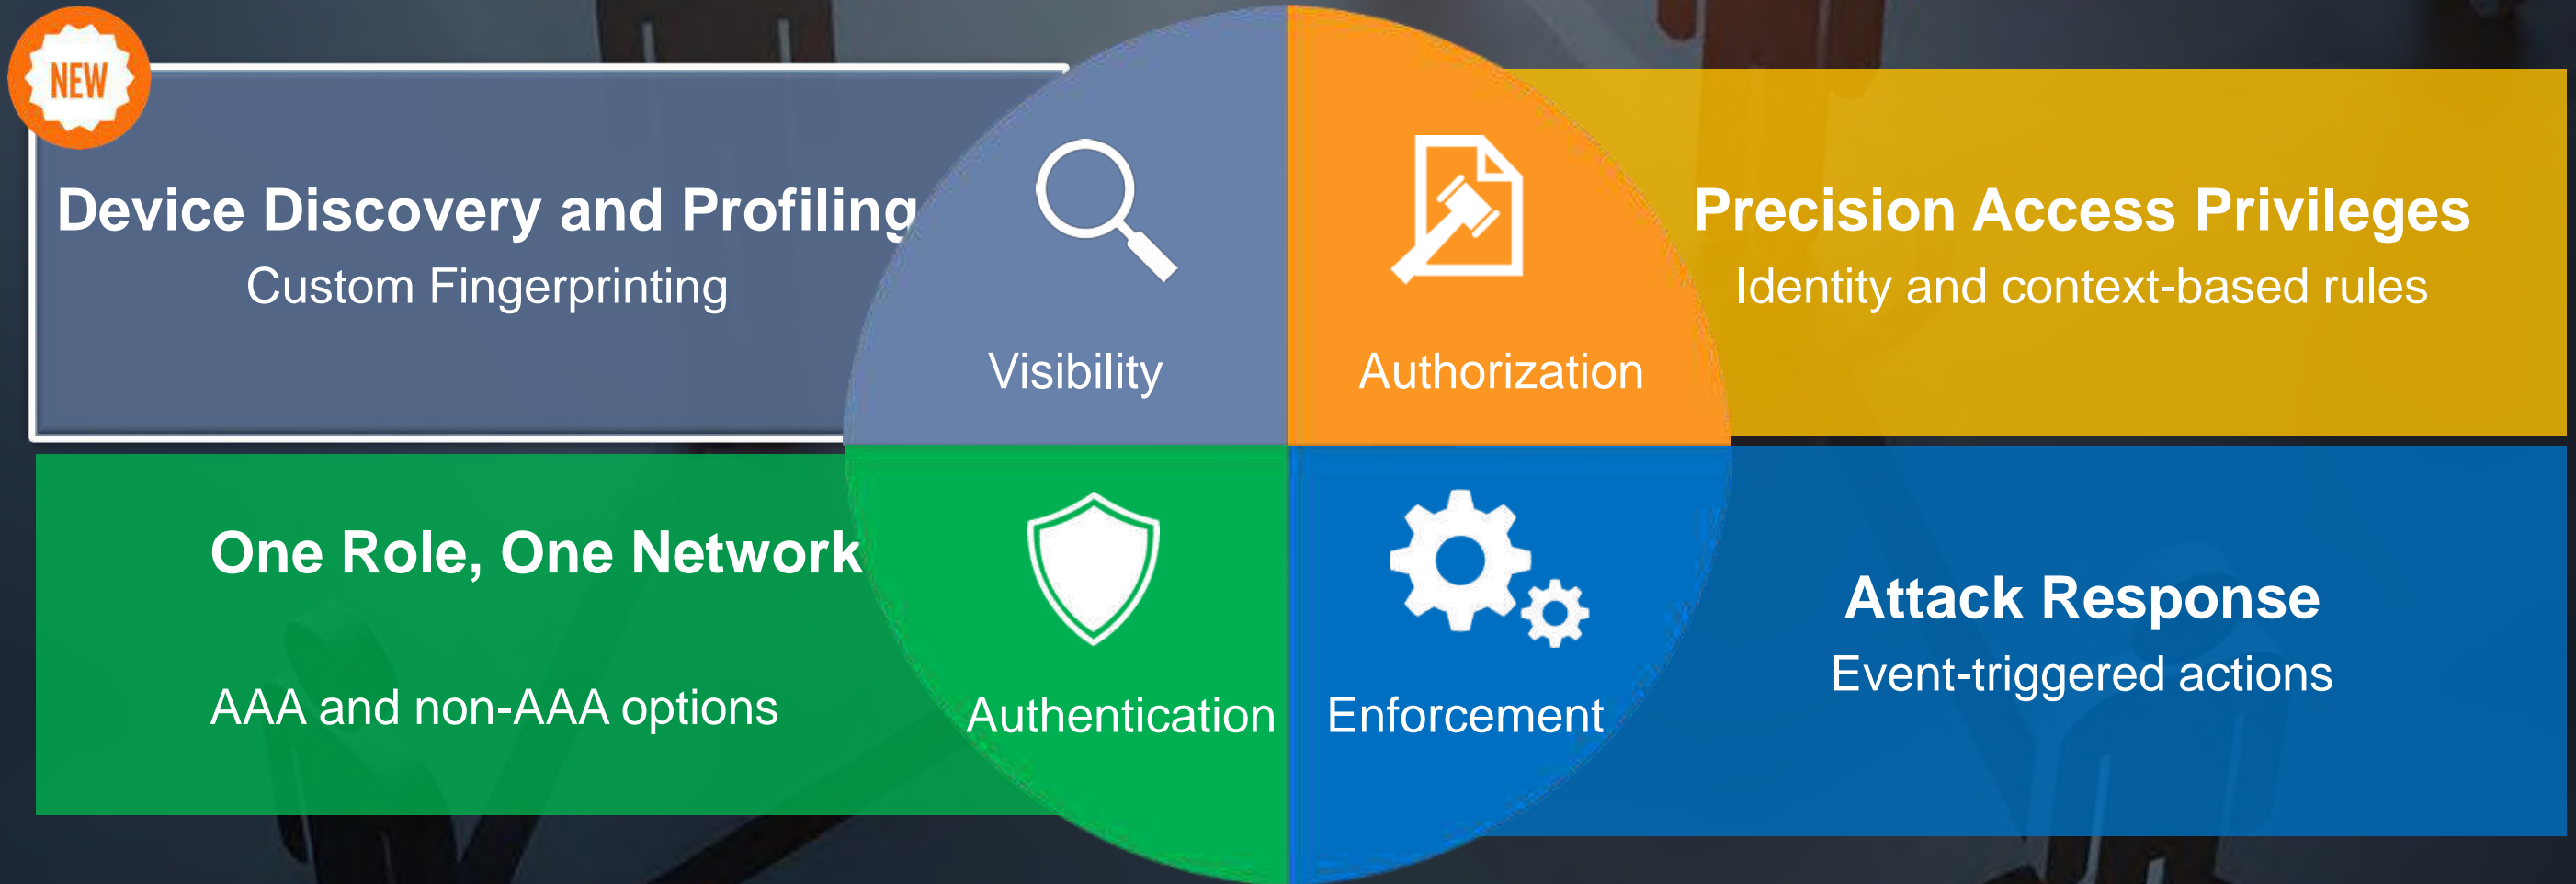 NEW
Device Discovery and Profiling
Custom Fingerprinting
Visibility
Authorization
Precision Access Privileges
Identity and context-based rules
One Role, One Network
AAA and non-AAA options
Authentication
Enforcement
Attack Response
Event-triggered actions